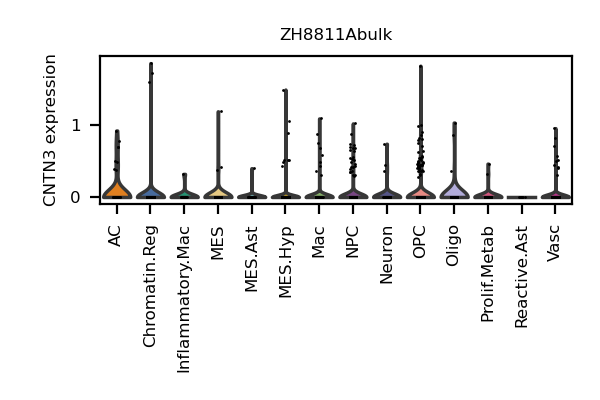 ZH8811Abulk
CNTN3 expression
1
0
AC
Chromatin.Reg
Inflammatory.Mac
MES
MES.Ast
MES.Hyp
Mac
NPC
Neuron
OPC
Oligo
Prolif.Metab
Reactive.Ast
Vasc